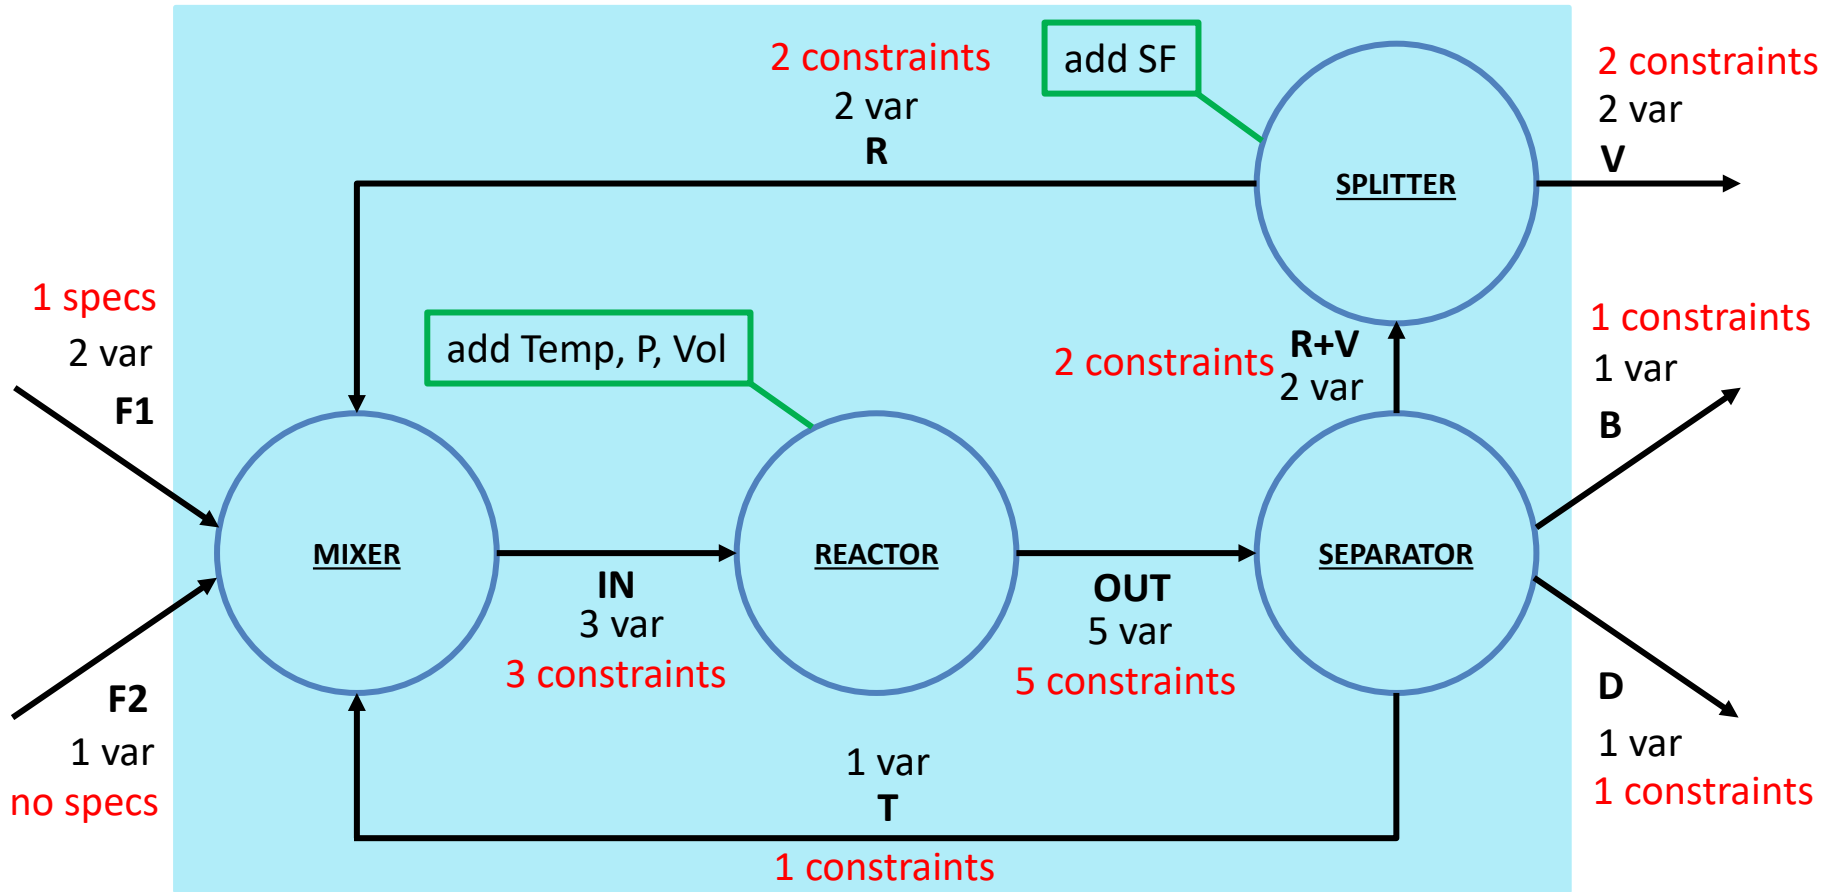 2 constraints
2 var
R
add SF
2 constraints
2 var
V
SPLITTER
1 specs
2 var
F1
add Temp, P, Vol
2 constraints
R+V
2 var
1 constraints
1 var
B
MIXER
REACTOR
SEPARATOR
IN
3 var
3 constraints
OUT
5 var
5 constraints
F2
1 var
no specs
1 var
T
1 constraints
D
1 var
1 constraints